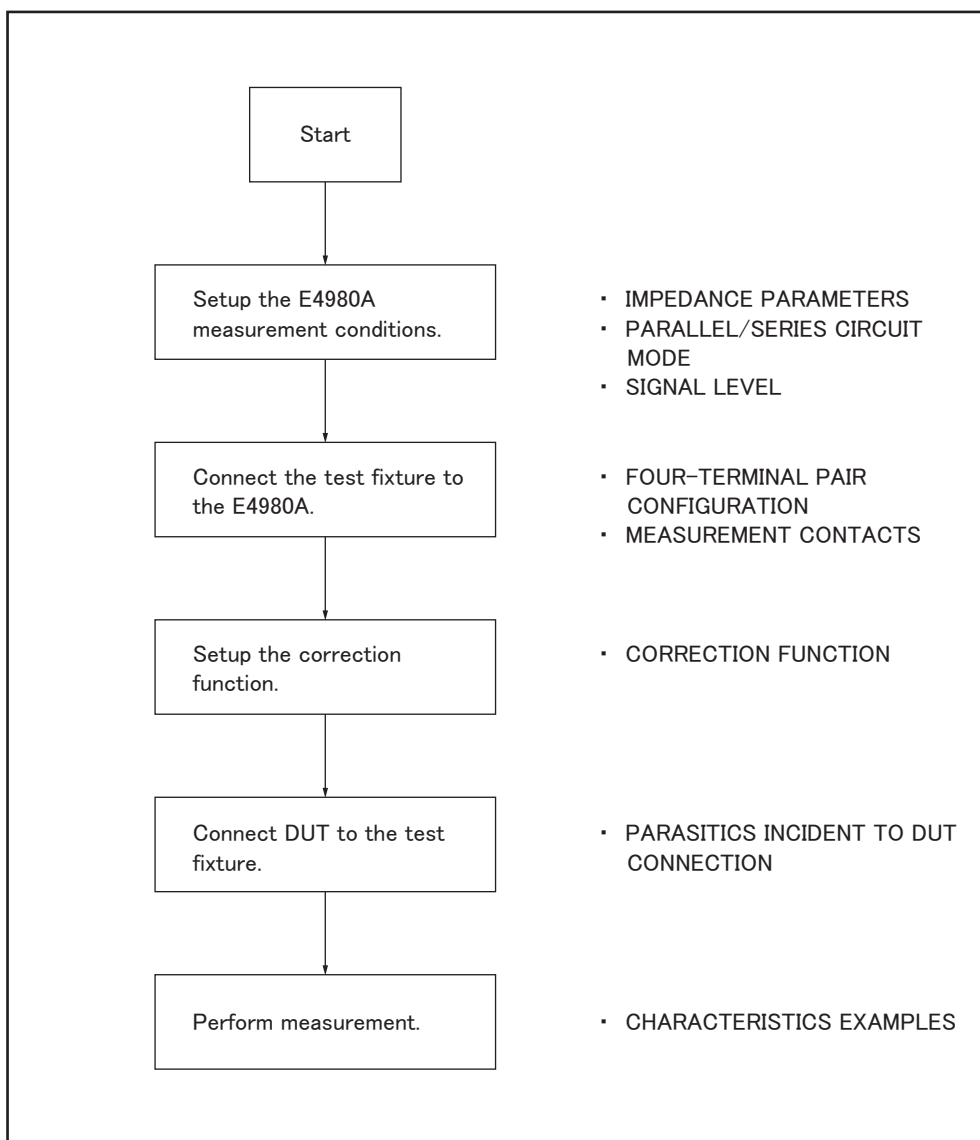 Start
Setup the E4980A
measurement conditions.
・ IMPEDANCE PARAMETERS
・ PARALLEL/SERIES CIRCUIT
MODE
・ SIGNAL LEVEL
Connect the test fixture to
the E4980A.
・ FOUR-TERMINAL PAIR
CONFIGURATION
・ MEASUREMENT CONTACTS
Setup the correction
function.
・ CORRECTION FUNCTION
Connect DUT to the test
fixture.
・ PARASITICS INCIDENT TO DUT
CONNECTION
Perform measurement.
・ CHARACTERISTICS EXAMPLES